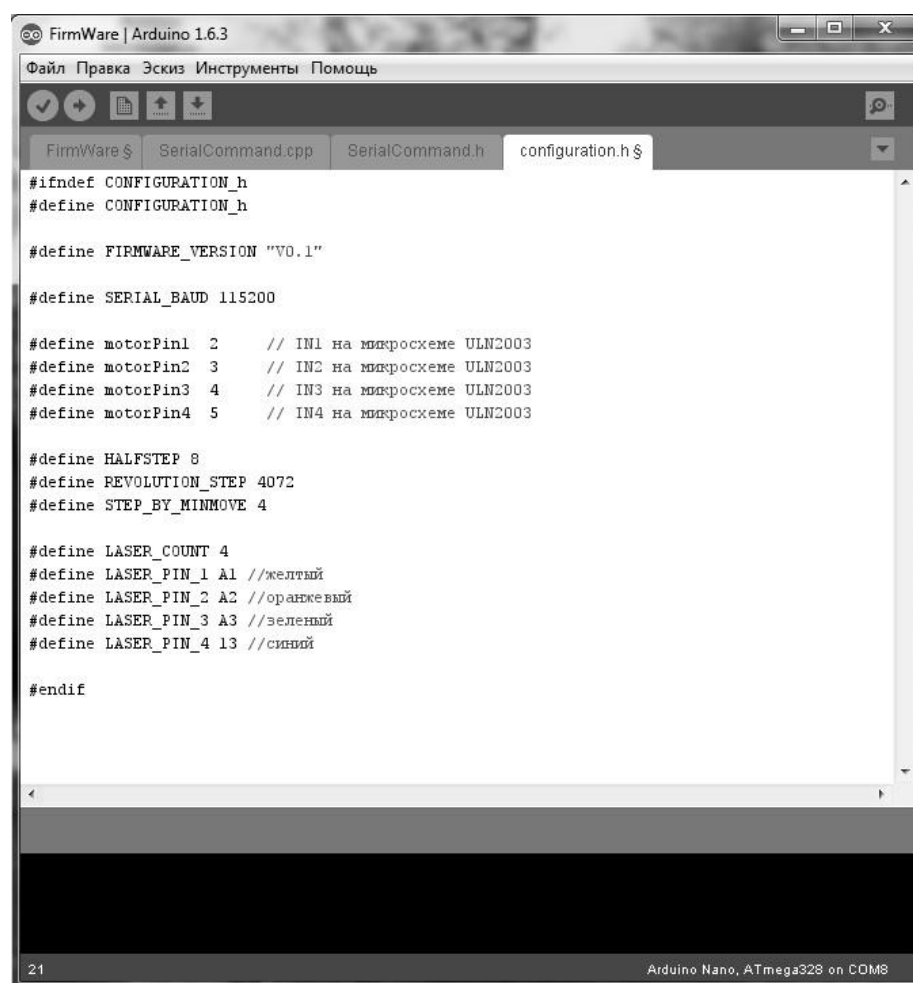 FirmWare | Arduino 1.6.3
Файл Правка Эскиз Инструменты Помощь
FirmWare § SerialCommand.cpp SerialCommand.h configuration.h §
#ifndef CONFIGURATION_h
#define CONFIGURATION_h
#define FIRMWARE_VERSION "V0.1"
#define SERIAL_BAUD 115200
#define motorPin1 2 // IN1 на микросхеме ULN2003
#define motorPin2 3 // IN2 на микросхеме ULN2003
#define motorPin3 4 // IN3 на микросхеме ULN2003
#define motorPin4 5 // IN4 на микросхеме ULN2003
#define HALFSTEP 8
#define REVOLUTION_STEP 4072
#define STEP_BY_MINMOVE 4
#define LASER_COUNT 4
#define LASER_PIN_1 A1 //желтый
#define LASER_PIN_2 A2 //оранжевый
#define LASER_PIN_3 A3 //зеленый
#define LASER_PIN_4 13 //синий
#endif
21 Arduino Nano, ATmega328 on COM8